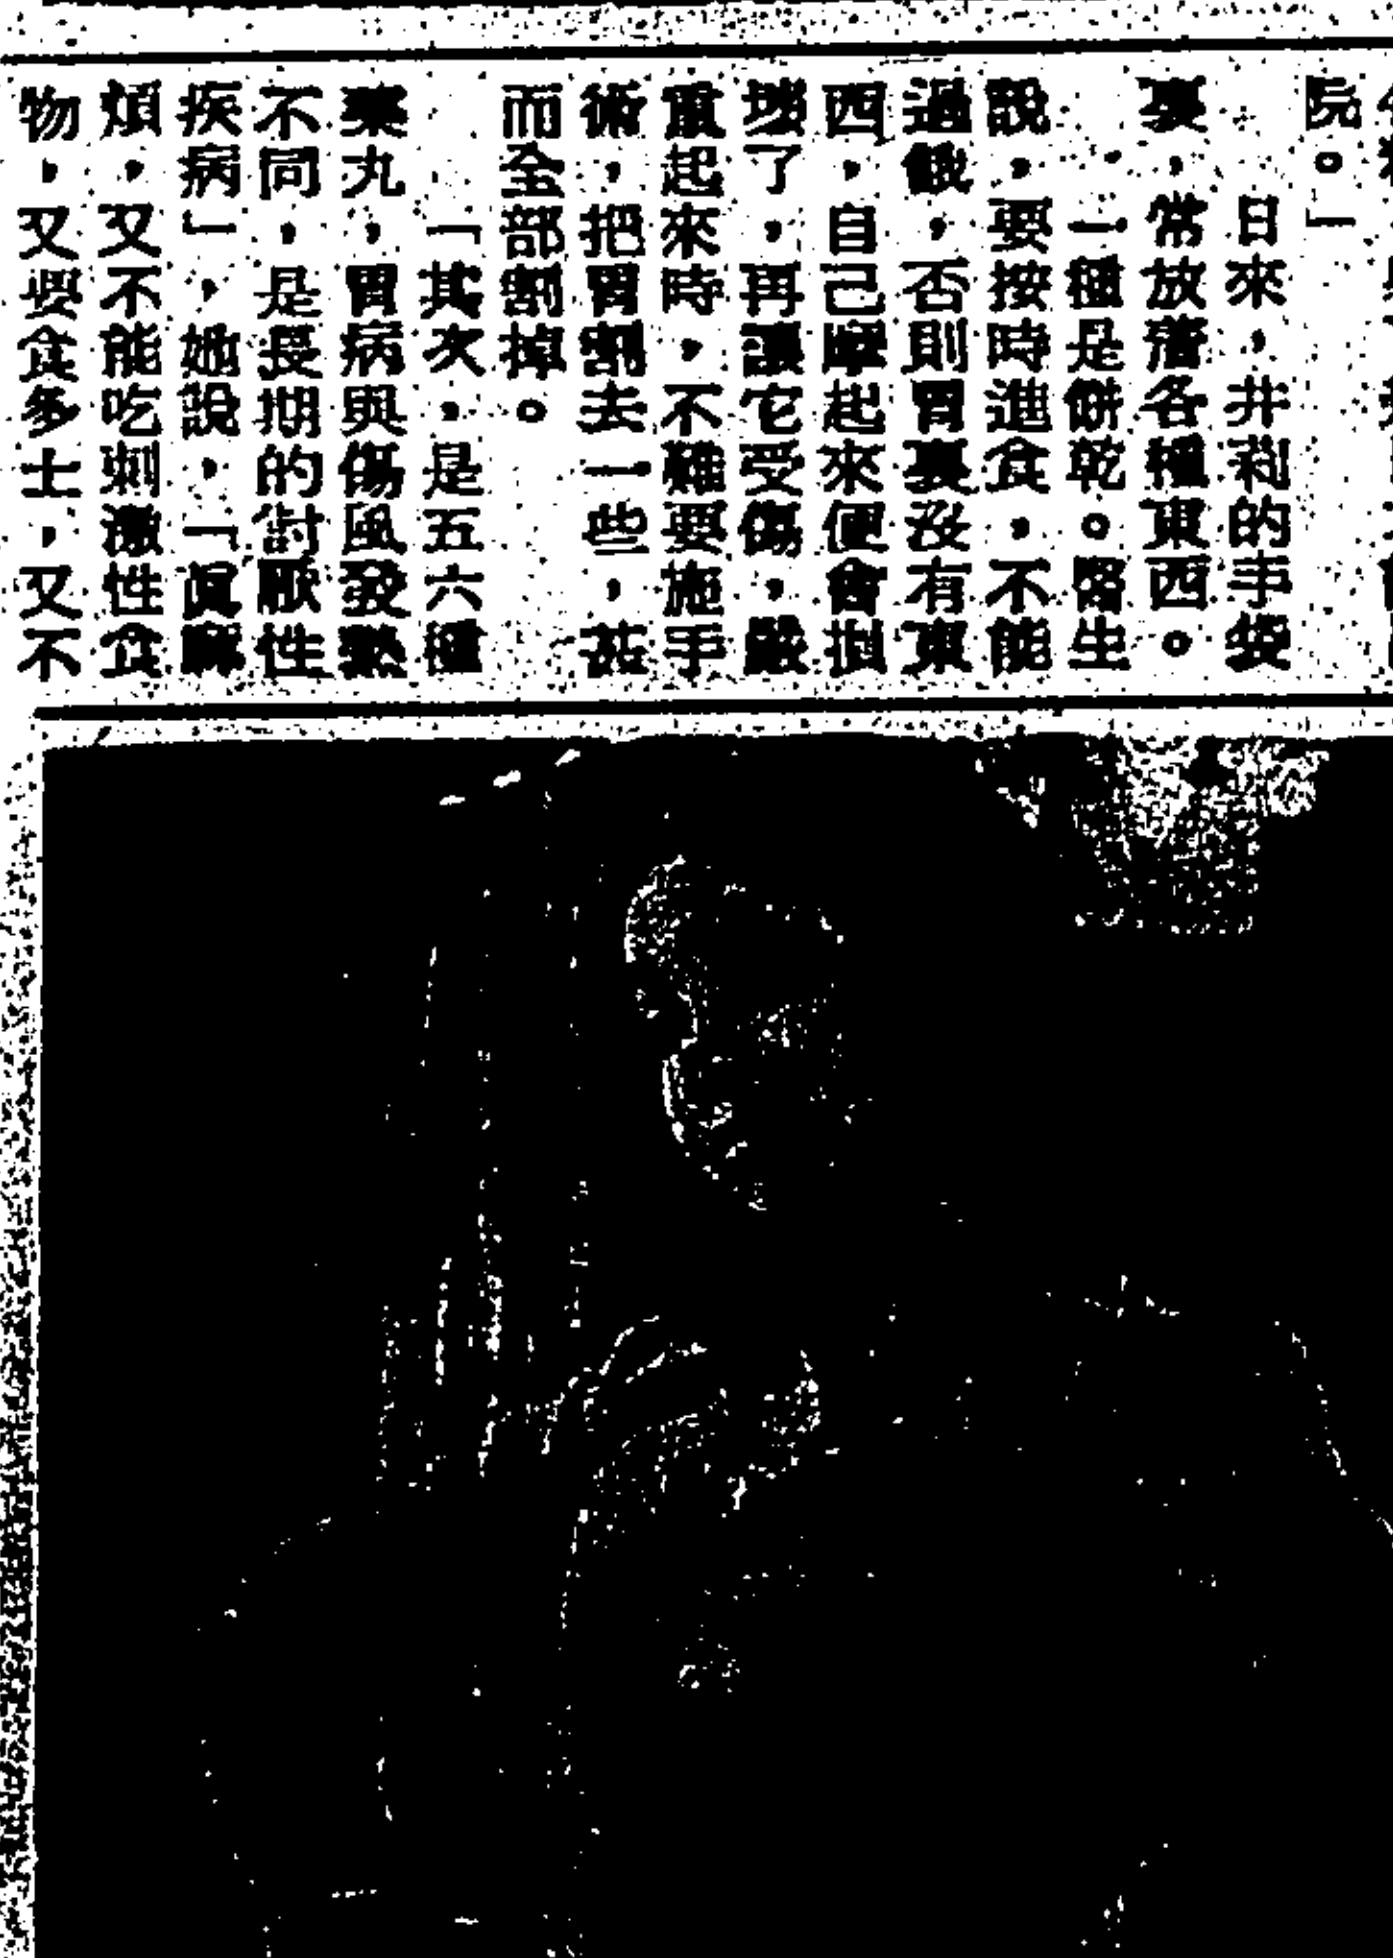 院。」
日來，井莉的手袋
裏，常放着各種東西。
一種是餅乾。醫生
說，要按時進食，不能
過餓，否則胃裏沒有東
西，自己摩起來便會損
壞了，再讓它受傷，嚴
重起來時，不難要施手
術，把胃割去一些，甚
而全部割掉。
「其次，是五六種
藥丸，胃病與傷風發熱
不同，是長期的討厭性
疾病」，她說，「眞麻
煩，又不能吃刺激性食
物，又要食多士，又不